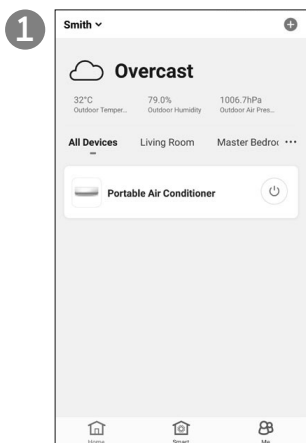 1
Smith
Overcast
32°C 79.0% 1006.7hPa
Outdoor Temper... Outdoor Humidity Outdoor Air Pres...
All Devices Living Room Master Bedroc ...
Portable Air Conditioner
Home Smart Me